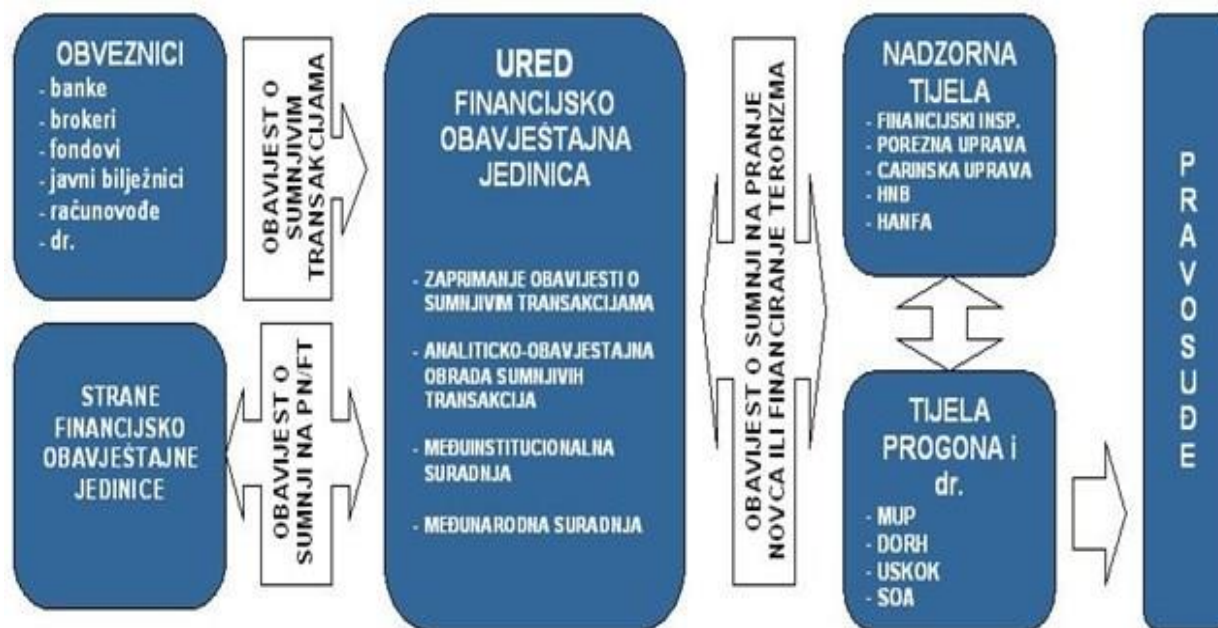 OBVEZNICI
- banke
- brokeri
- fondovi
- javni bilježnici
- računovođe
- dr.
OBAVIJEST O
SUMNJIVIM
TRANSAKCIJAMA
STRANE
FINANCIJSKO
OBAVJEŠTAJNE
JEDINICE
OBAVIJEST O
SUMNJI NA PN/FT
URED
FINANCIJSKO
OBAVJEŠTAJNA
JEDINICA
- ZAPRIMANJE OBAVIJESTI O
SUMNJIVIM TRANSAKCIJAMA
- ANALITICKO-OBAVJESTAJNA
OBRADA SUMNJIVIH
TRANSAKCIJA
- MEĐUINSTITUCIONALNA
SURADNJA
- MEĐUNARODNA SURADNJA
OBAVIJEST O SUMNJI NA PRANJE
NOVCA ILI FINANCIRANJE TERORIZMA
NADZORNA
TIJELA
- FINANCIJSKI INSP.
- POREZNA UPRAVA
- CARINSKA UPRAVA
- HNB
- HANFA
TIJELA
PROGONA i
dr.
- MUP
- DORH
- USKOK
- SOA
PRAVOSUĐE